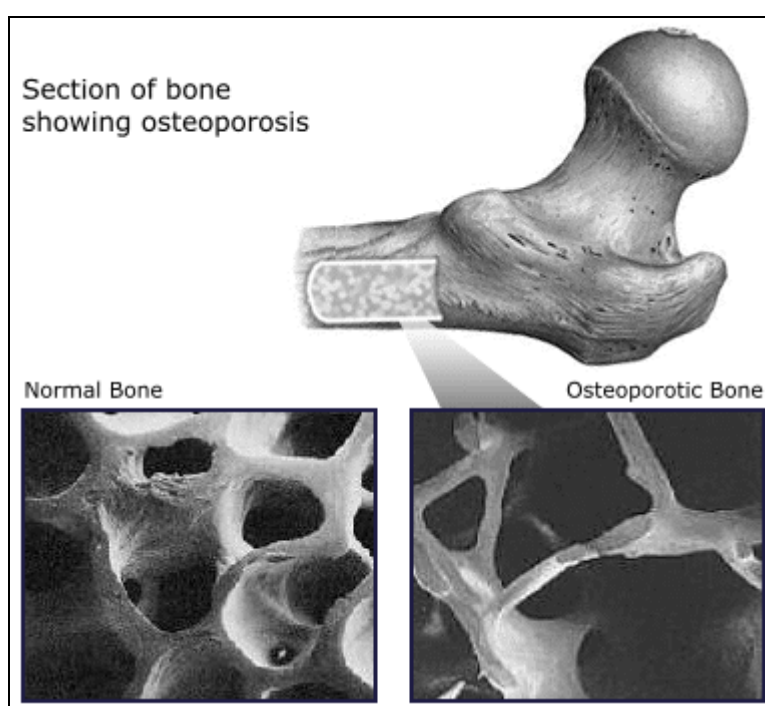 Section of bone
showing osteoporosis
Normal Bone
Osteoporotic Bone